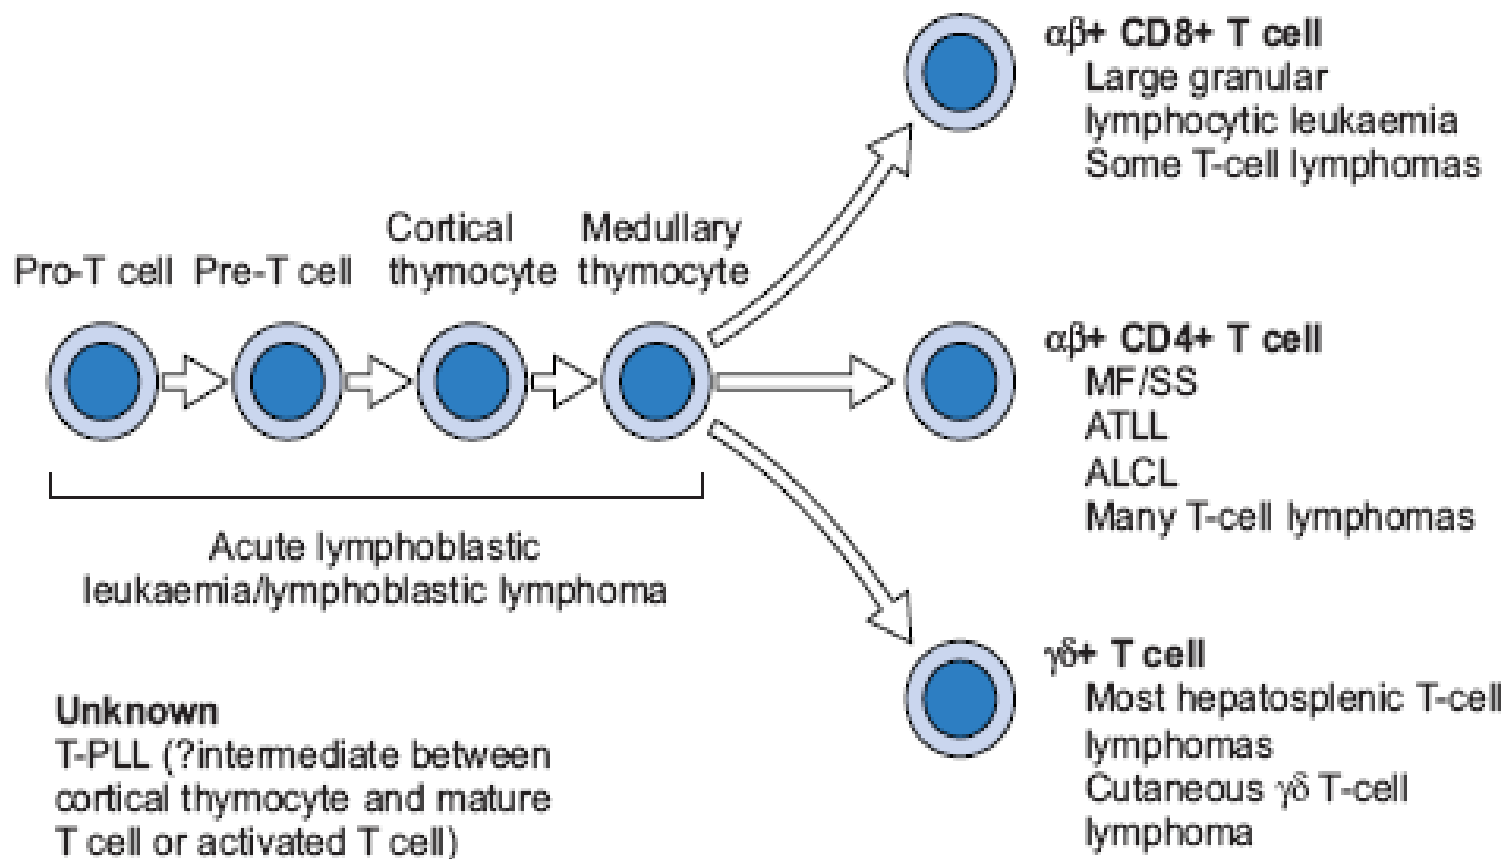 αβ+ CD8+ T cell
Large granular
lymphocytic leukaemia
Some T-cell lymphomas
Cortical
thymocyte
Medullary
thymocyte
Pro-T cell
Pre-T cell
αβ+ CD4+ T cell
MF/SS
ATLL
ALCL
Many T-cell lymphomas
Acute lymphoblastic
leukaemia/lymphoblastic lymphoma
γδ+ T cell
Most hepatosplenic T-cell
lymphomas
Cutaneous γδ T-cell
lymphoma
Unknown
T-PLL (?intermediate between
cortical thymocyte and mature
T cell or activated T cell)